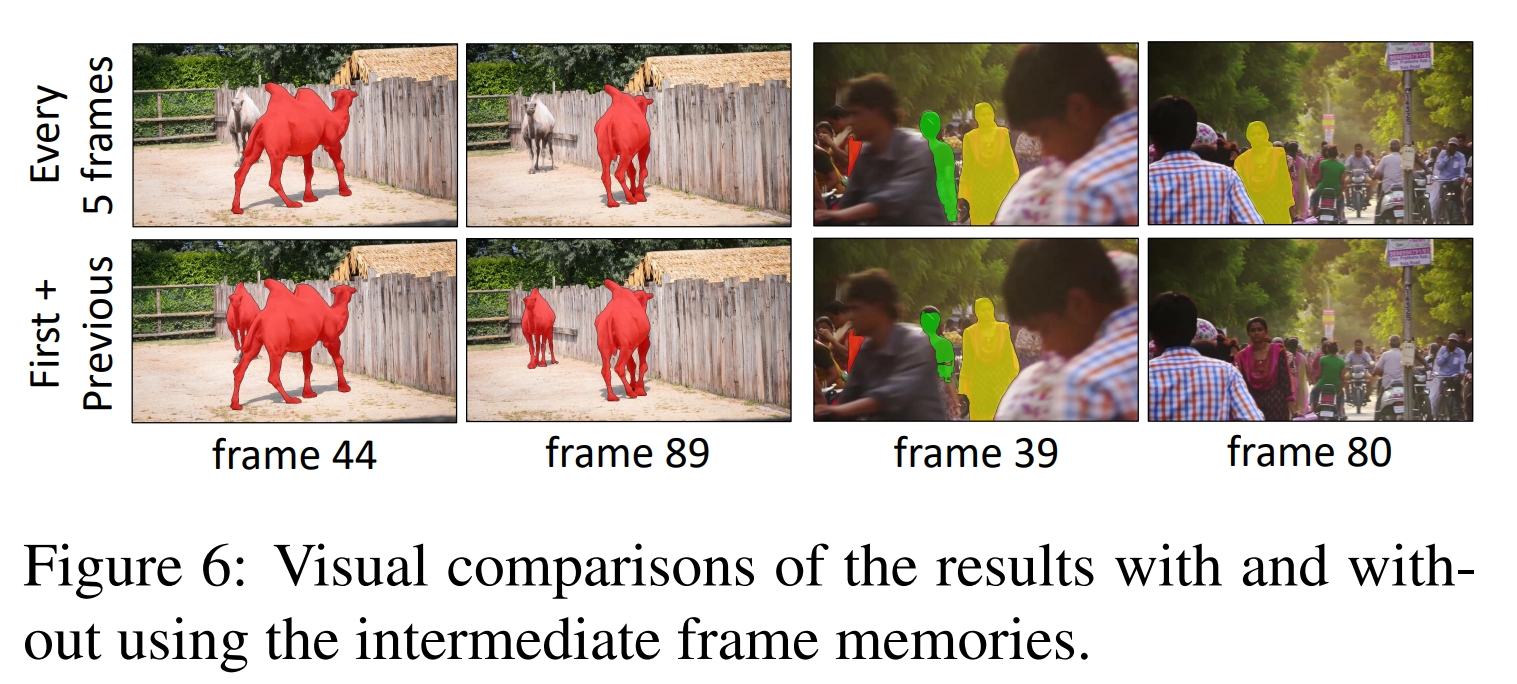 Every
5 frames
First +
Previous
frame 44
frame 89
frame 39
frame 80
Figure 6: Visual comparisons of the results with and with-
out using the intermediate frame memories.